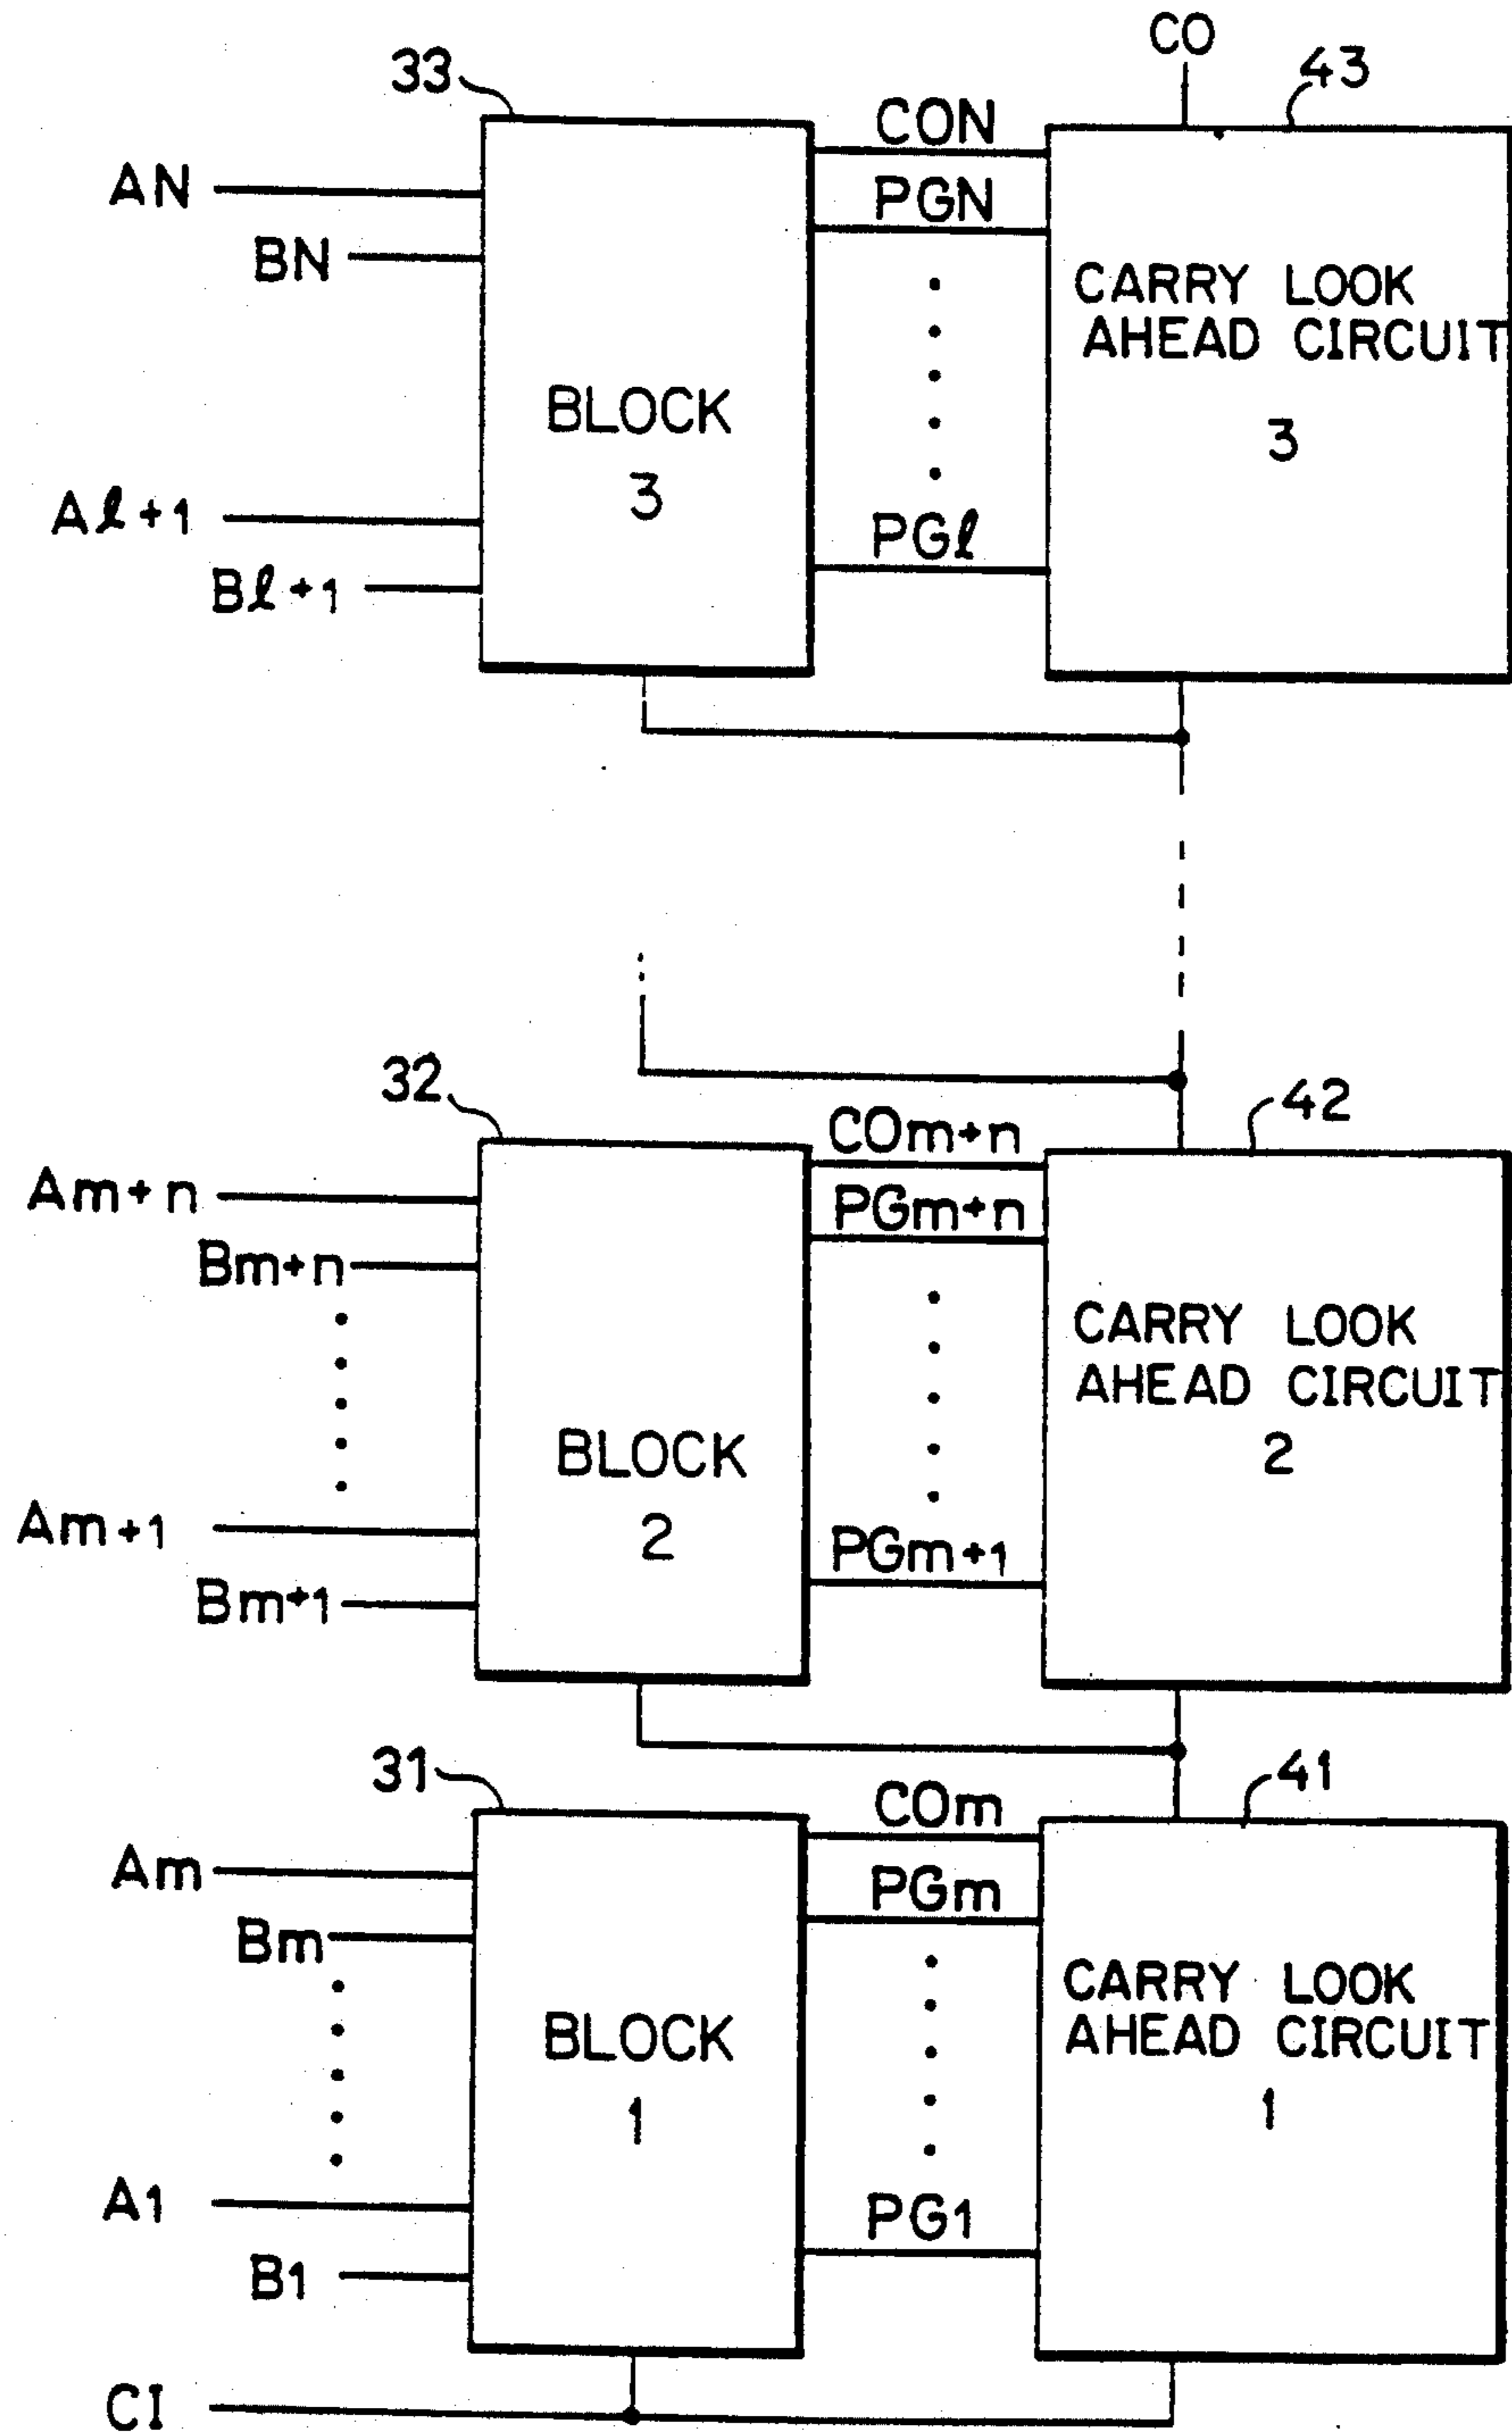 CO
33
43
CON
AN
PGN
BN
CARRY LOOK
AHEAD CIRCUIT
3
BLOCK
3
Aℓ+1
PGℓ
Bℓ+1
32
42
COm+n
Am+n
PGm+n
Bm+n
CARRY LOOK
AHEAD CIRCUIT
2
BLOCK
2
Am+1
PGm+1
Bm+1
31
41
COm
Am
PGm
Bm
CARRY LOOK
AHEAD CIRCUIT
1
BLOCK
1
A1
PG1
B1
CI